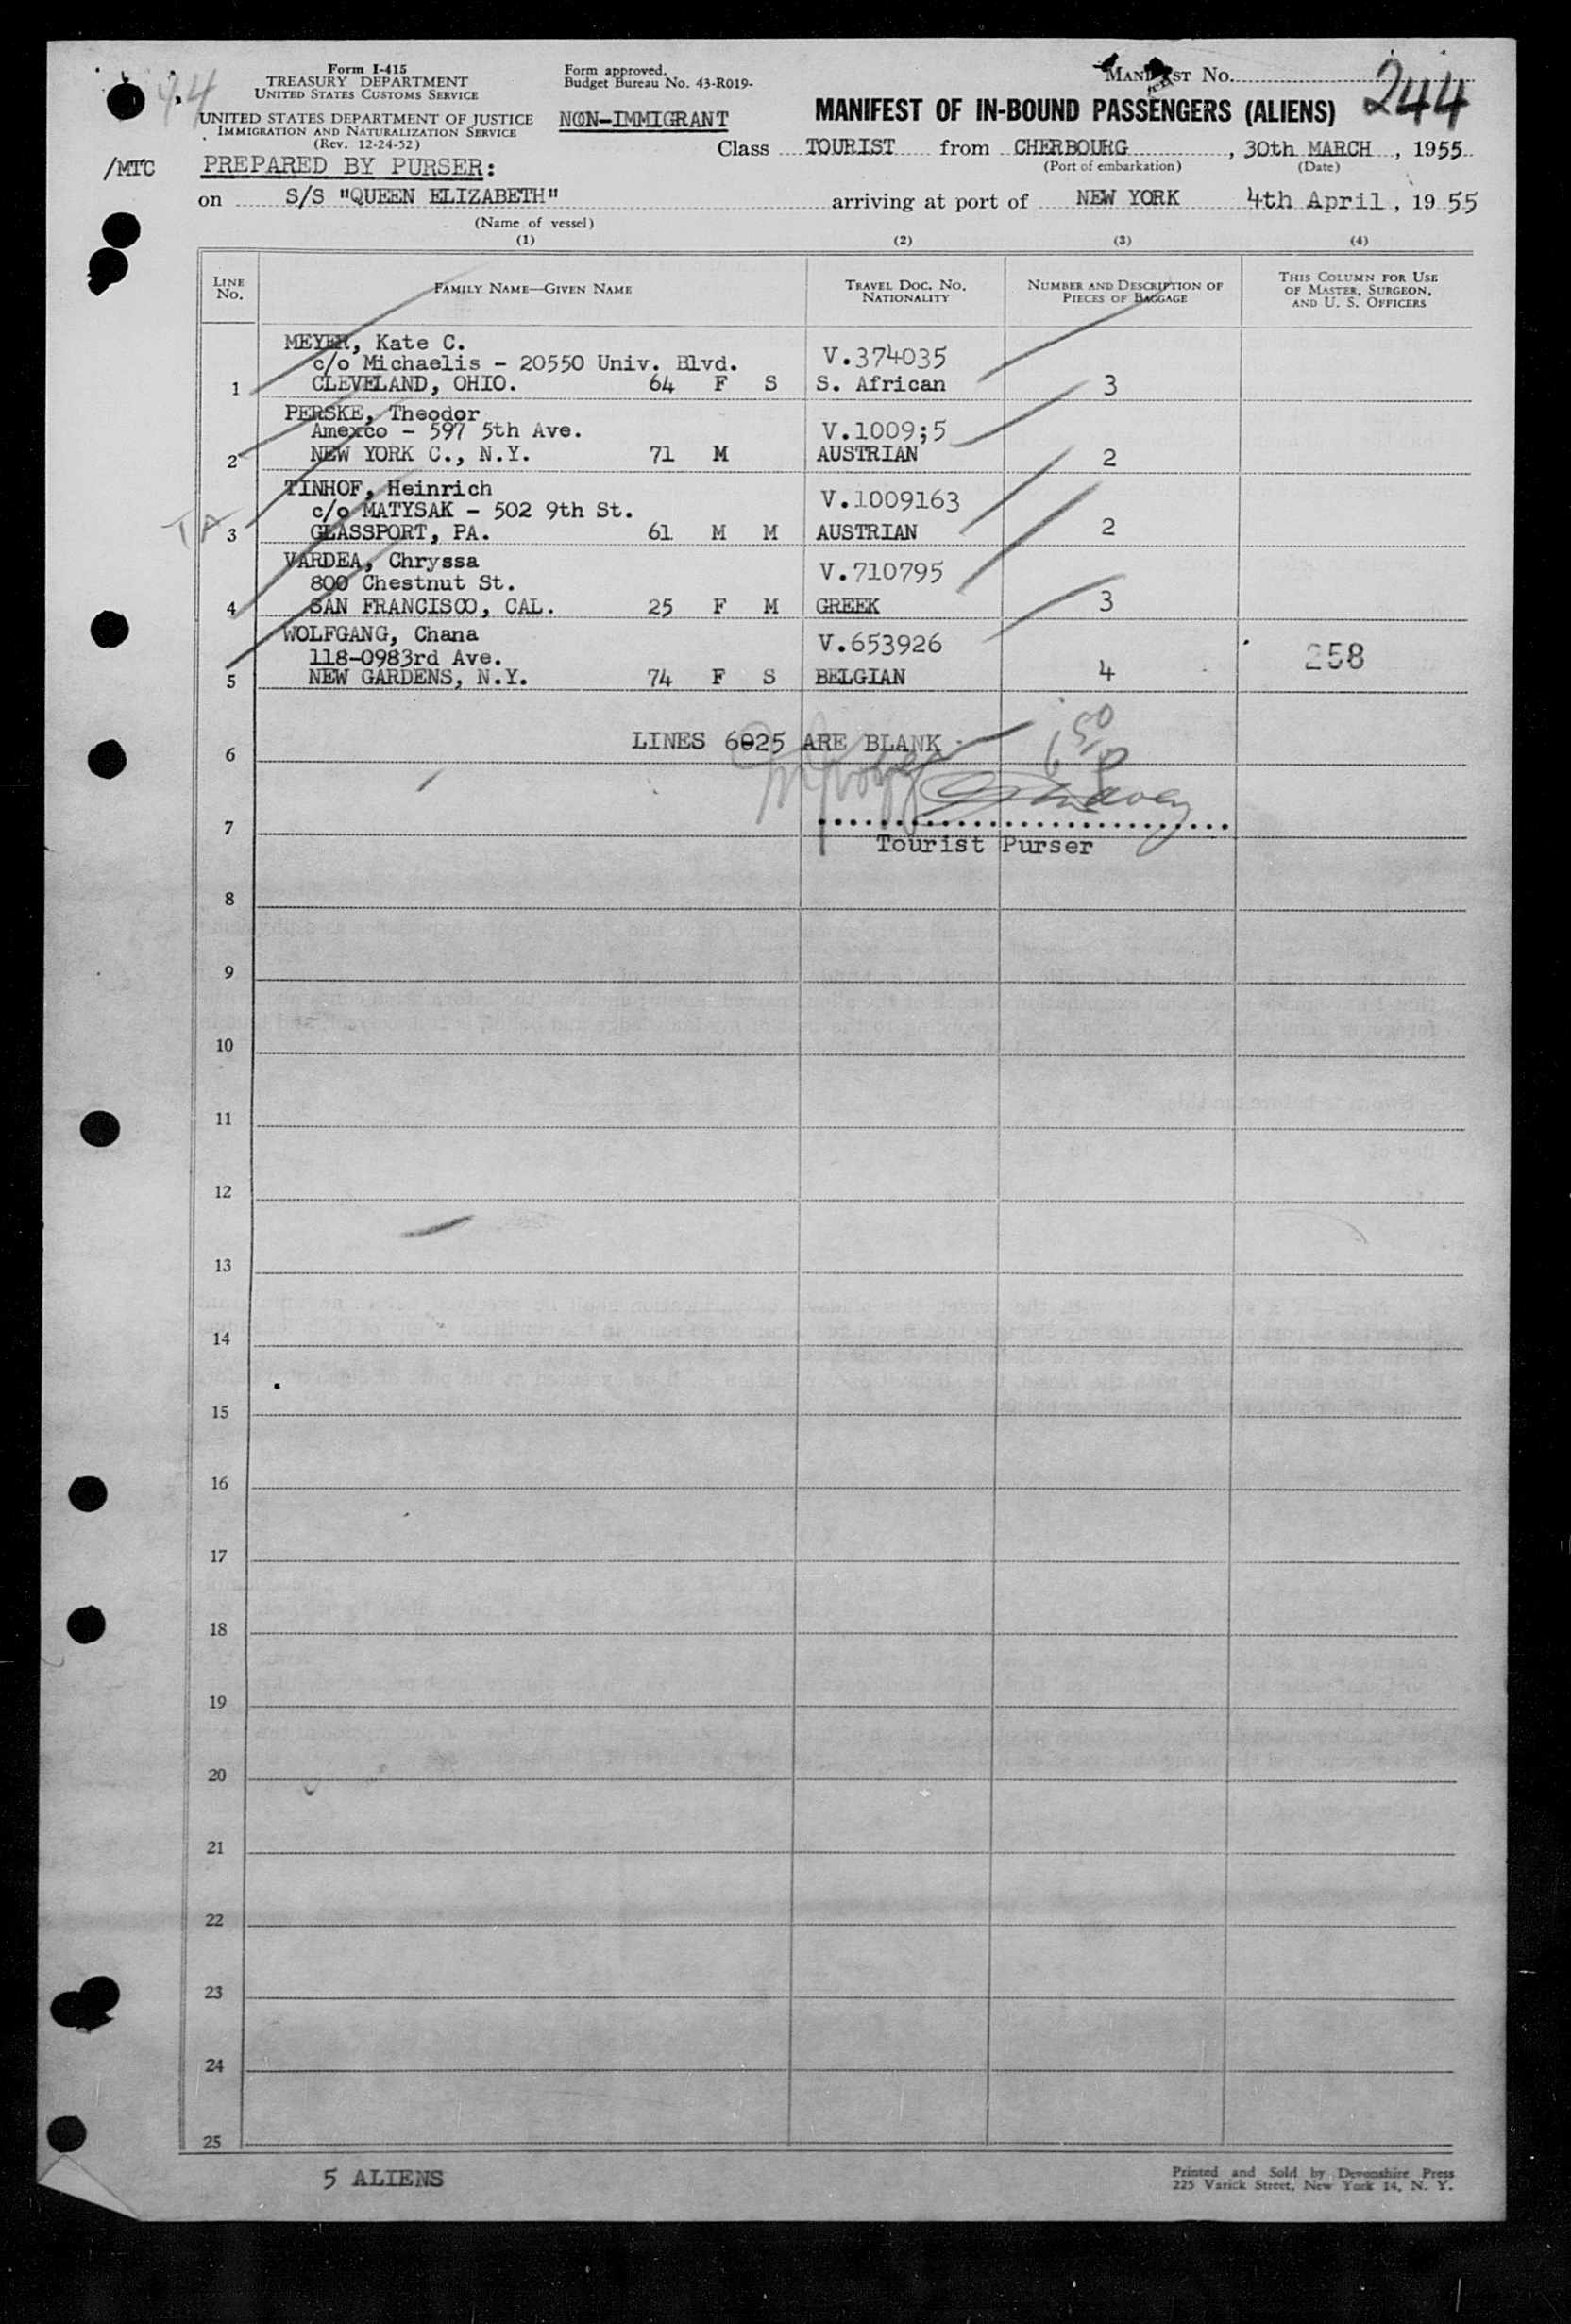 Form I-415
TREASURY DEPARTMENT
UNITED STATES CUSTOMS SERVICE
UNITED STATES DEPARTMENT OF JUSTICE
IMMIGRATION AND NATURALIZATION SERVICE
(Rev. 12-24-52)
Form approved.
Budget Bureau No. 43-R019-
NON-IMMIGRANT
No.
244
MANIFEST OF IN-BOUND PASSENGERS (ALIENS)
Class TOURIST from CHERBOURG, 30th MARCH, 1955
(Port of embarkation) (Date)
/MTC PREPARED BY PURSER:
on S/S "QUEEN ELIZABETH" arriving at port of NEW YORK 4th April, 1955
(Name of vessel)
(1) (2) (3) (4)
LINE No. FAMILY NAME—GIVEN NAME TRAVEL DOC. No. NATIONALITY NUMBER AND DESCRIPTION OF PIECES OF BAGGAGE THIS COLUMN FOR USE OF MASTER, SURGEON, AND U. S. OFFICERS
MEYER, Kate C.
c/o Michaelis - 20550 Univ. Blvd. V.374035
1 CLEVELAND, OHIO. 64 F S S. African 3
PERSKE, Theodor
Amexco - 597 5th Ave. V.1009;5
2 NEW YORK C., N.Y. 71 M AUSTRIAN 2
TINHOF, Heinrich
c/o MATYSAK - 502 9th St. V.1009163
3 GLASSPORT, PA. 61 M M AUSTRIAN 2
VARDEA, Chryssa
800 Chestnut St. V.710795
4 SAN FRANCISCO, CAL. 25 F M GREEK 3
WOLFGANG, Chana
118-0983rd Ave. V.653926 258
5 NEW GARDENS, N.Y. 74 F S BELGIAN 4
6 LINES 6025 ARE BLANK
7
Tourist Purser
8
9
10
11
12
13
14
15
16
17
18
19
20
21
22
23
24
25
5 ALIENS
Printed and Sold by Devonshire Press
225 Varick Street, New York 14, N. Y.